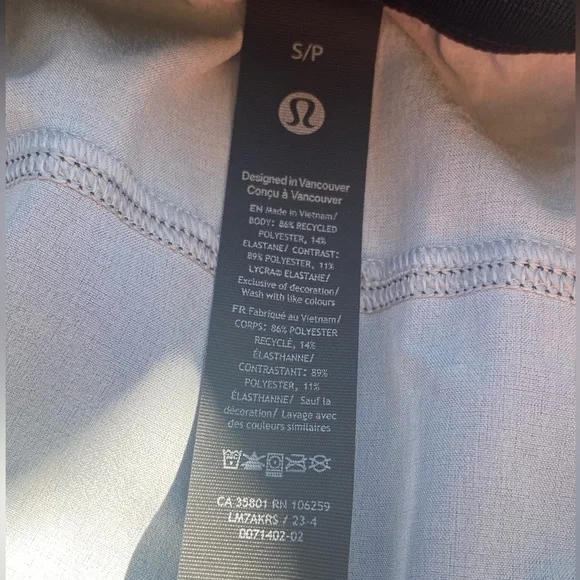 S/P
Designed in Vancouver
Conçu à Vancouver
EN Made in Vietnam/
BODY: 86% RECYCLED
POLYESTER, 14%
ELASTANE/ CONTRAST:
89% POLYESTER, 11%
LYCRA® ELASTANE/
Exclusive of decoration/
Wash with like colours
FR Fabriqué au Vietnam/
CORPS: 86% POLYESTER
RECYCLÉ, 14%
ÉLASTHANNE/
CONTRASTANT: 89%
POLYESTER, 11%
ÉLASTHANNE/ Sauf la
décoration/ Lavage avec
des couleurs similaires
CA 35801 RN 106259
LM7AKRS / 23-4
D071402-02